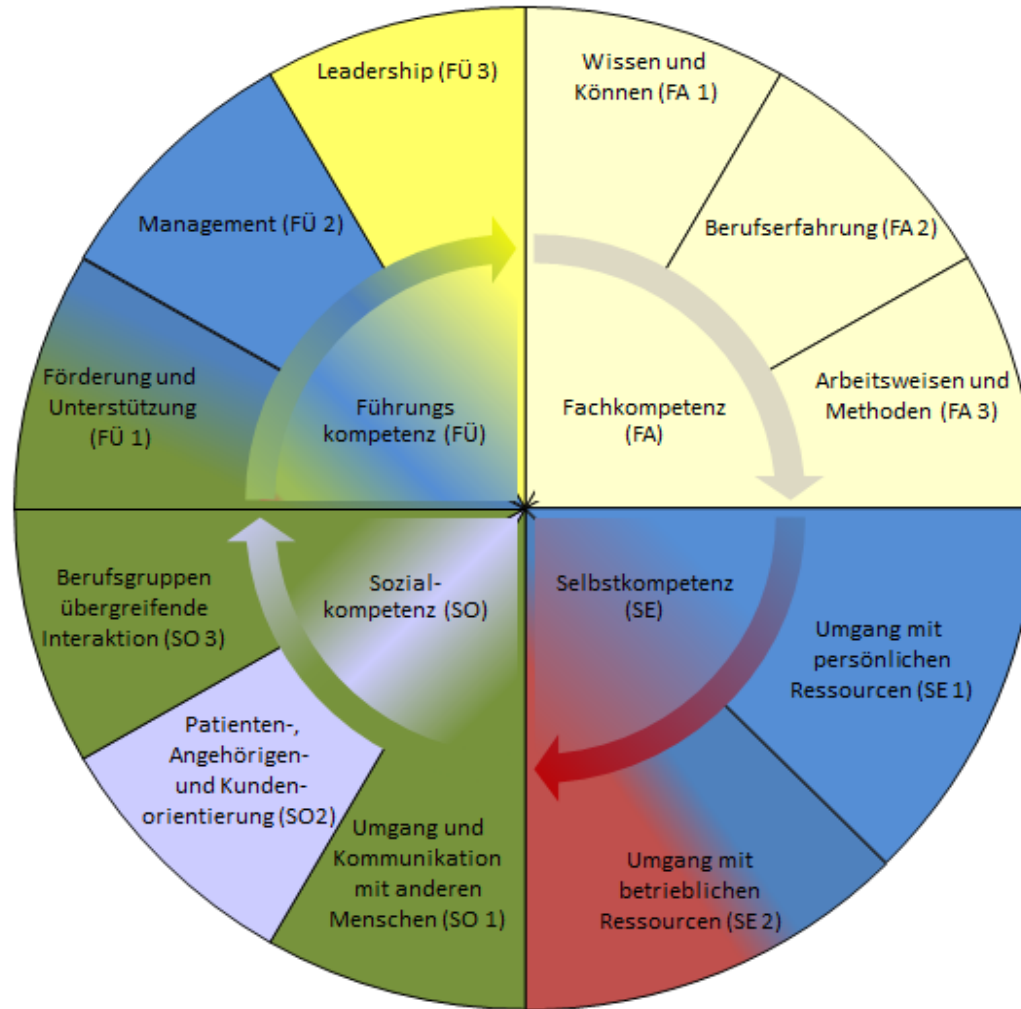 Leadership (FÜ 3)
Wissen und
Können (FA 1)
Management (FÜ 2)
Berufserfahrung (FA 2)
Förderung und
Unterstützung
(FÜ 1)
Führungs
kompetenz (FÜ)
Fachkompetenz
(FA)
Arbeitsweisen und
Methoden (FA 3)
Berufsgruppen
übergreifende
Interaktion (SO 3)
Sozial-
kompetenz (SO)
Selbstkompetenz
(SE)
Umgang mit
persönlichen
Ressourcen (SE 1)
Patienten-,
Angehörigen-
und Kunden-
orientierung (SO2)
Umgang und
Kommunikation
mit anderen
Menschen (SO 1)
Umgang mit
betrieblichen
Ressourcen (SE 2)